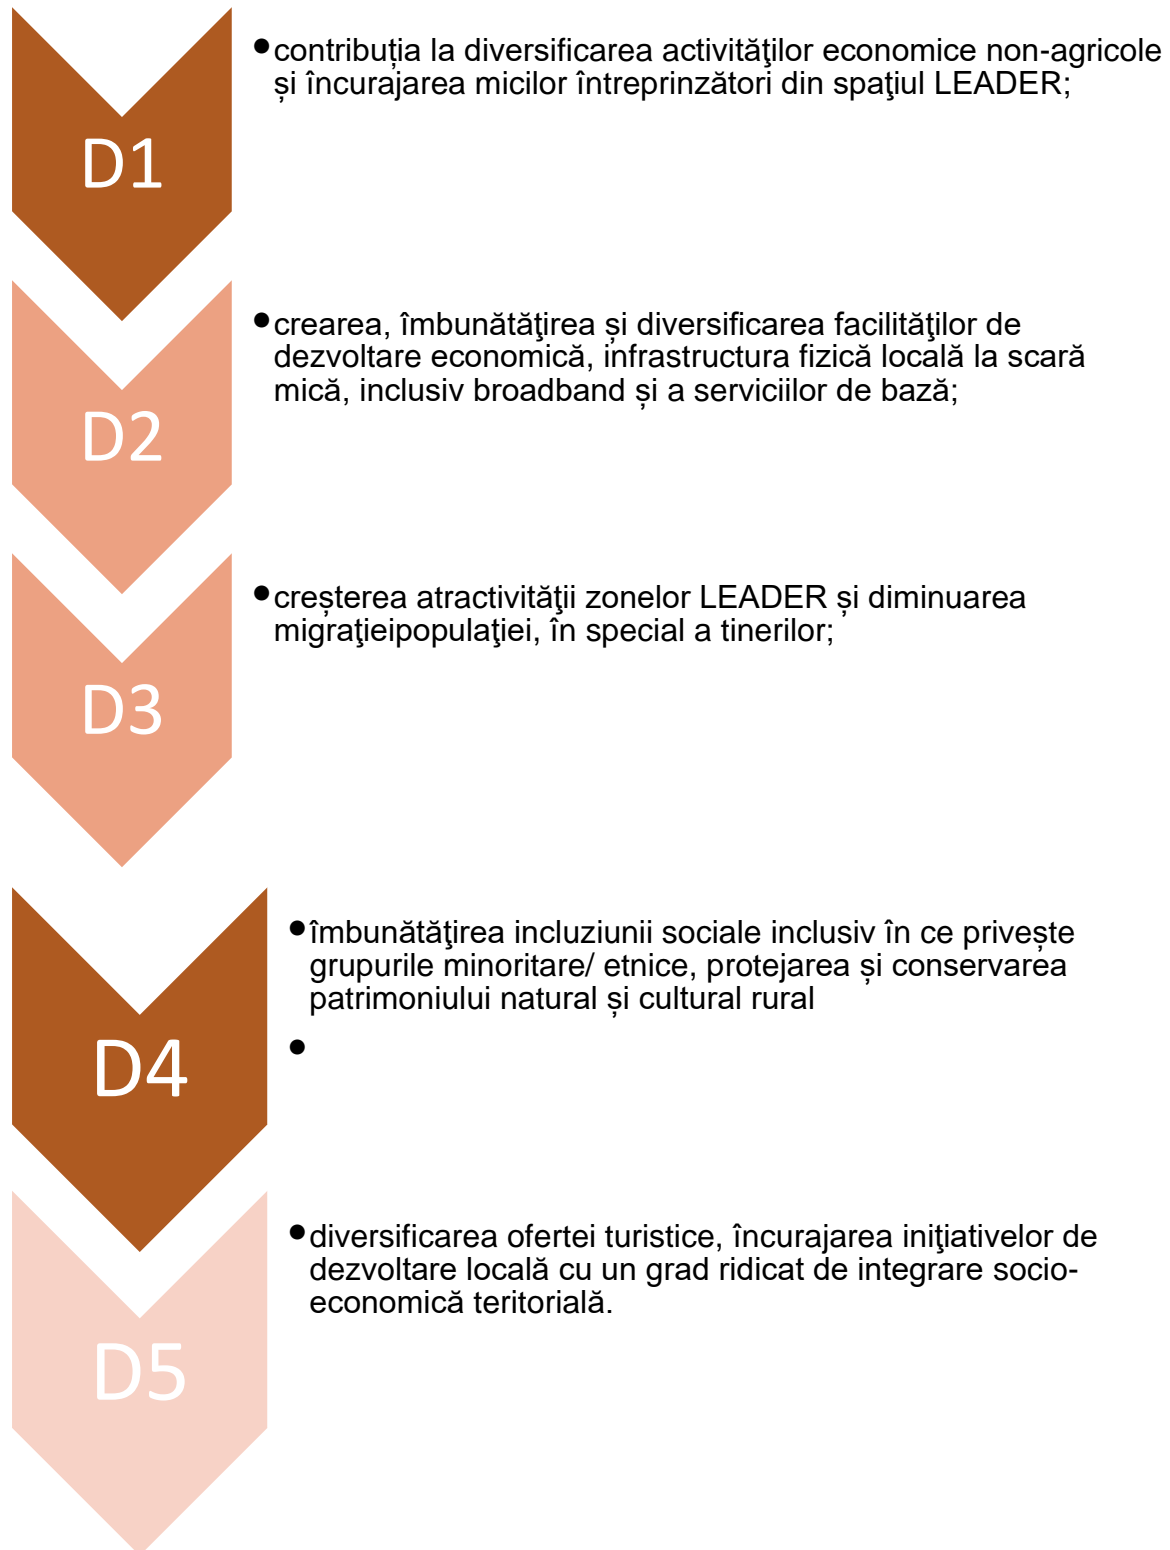 D1
•contribuția la diversificarea activităţilor economice non-agricole
și încurajarea micilor întreprinzători din spaţiul LEADER;
D2
•crearea, îmbunătăţirea și diversificarea facilităţilor de
dezvoltare economică, infrastructura fizică locală la scară
mică, inclusiv broadband și a serviciilor de bază;
D3
•creșterea atractivităţii zonelor LEADER și diminuarea
migraţieipopulaţiei, în special a tinerilor;
D4
•îmbunătăţirea incluziunii sociale inclusiv în ce privește
grupurile minoritare/ etnice, protejarea și conservarea
patrimoniului natural și cultural rural
•
D5
•diversificarea ofertei turistice, încurajarea iniţiativelor de
dezvoltare locală cu un grad ridicat de integrare socio-
economică teritorială.